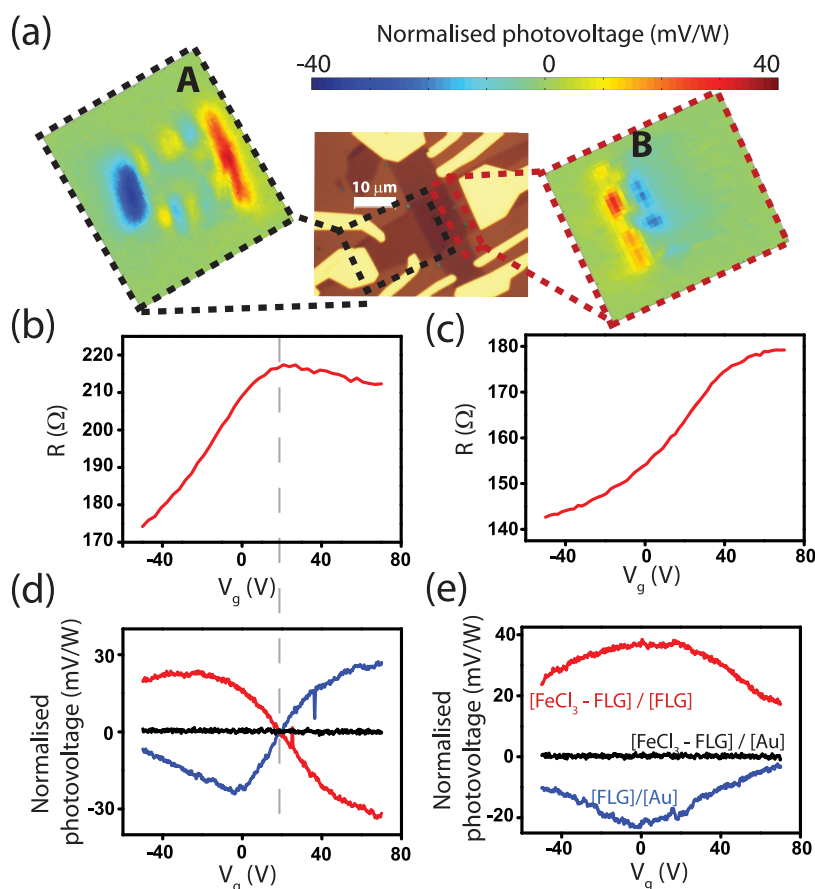 (a)
Normalised photovoltage (mV/W)
-40 0 40
A
B
10 μm
(b)
R (Ω)
220
210
200
190
180
170
-40 0 40 80
V_g (V)
(c)
R (Ω)
180
170
160
150
140
-40 0 40 80
V_g (V)
(d)
Normalised
photovoltage (mV/W)
30
0
-30
-40 0 40 80
V_g (V)
(e)
Normalised
photovoltage (mV/W)
40
20
0
-20
[FeCl₃ - FLG] / [FLG]
[FeCl₃ - FLG] / [Au]
[FLG]/[Au]
-40 0 40 80
V_g (V)